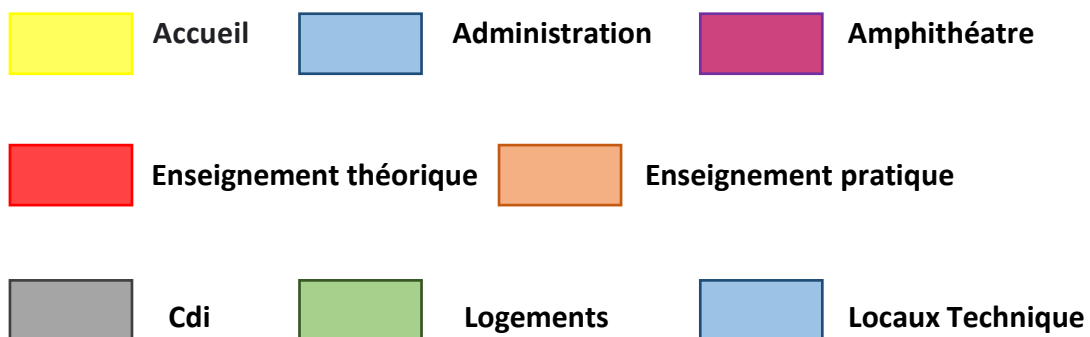 Accueil Administration Amphithéatre
Enseignement théorique Enseignement pratique
Cdi Logements Locaux Technique